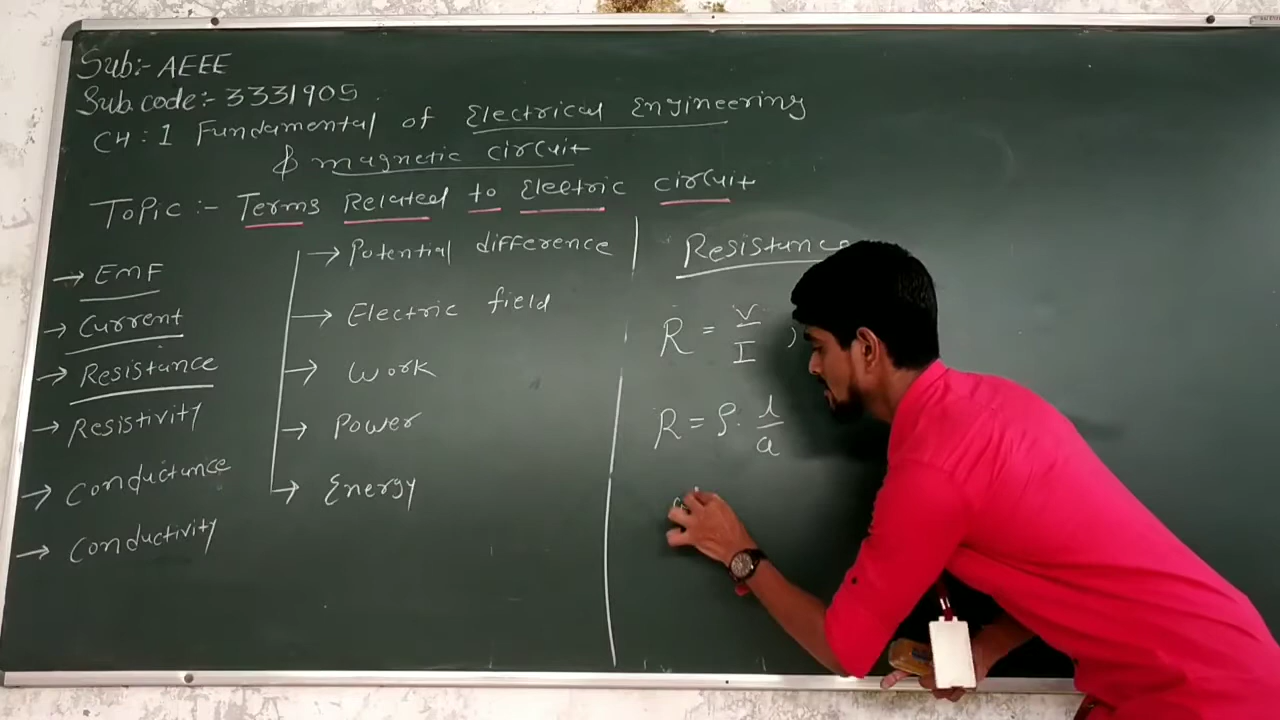 Sub:- AEEE
Sub code:- 3331905
CH : 1 Fundamental of Electrical Engineering
& magnetic circuit
Topic :- Terms Related to Electric circuit
→ EMF
→ Current
→ Resistance
→ Resistivity
→ Conductance
→ Conductivity
→ Potential difference
→ Electric field
→ Work
→ Power
→ Energy
Resistance
R = V/I ,
R = ρ · l/a